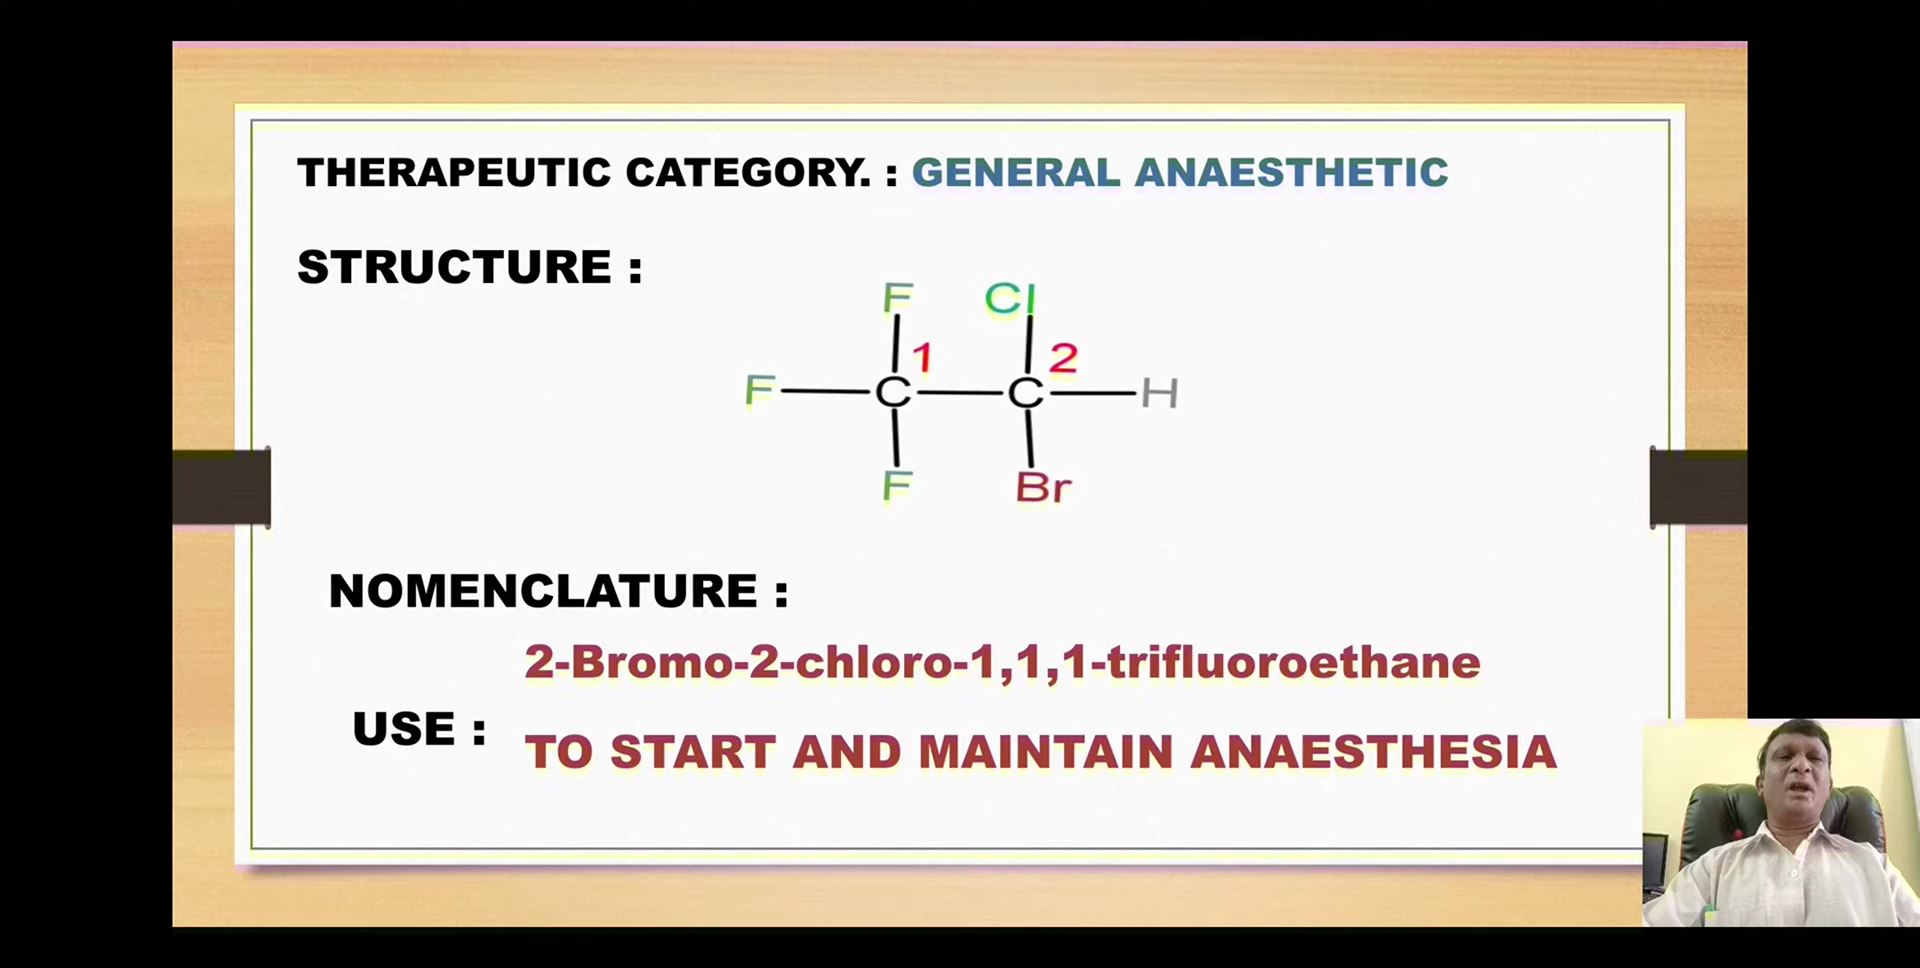 THERAPEUTIC CATEGORY. : GENERAL ANAESTHETIC
STRUCTURE :
F Cl
1 2
F C C H
F Br
NOMENCLATURE :
2-Bromo-2-chloro-1,1,1-trifluoroethane
USE :
TO START AND MAINTAIN ANAESTHESIA